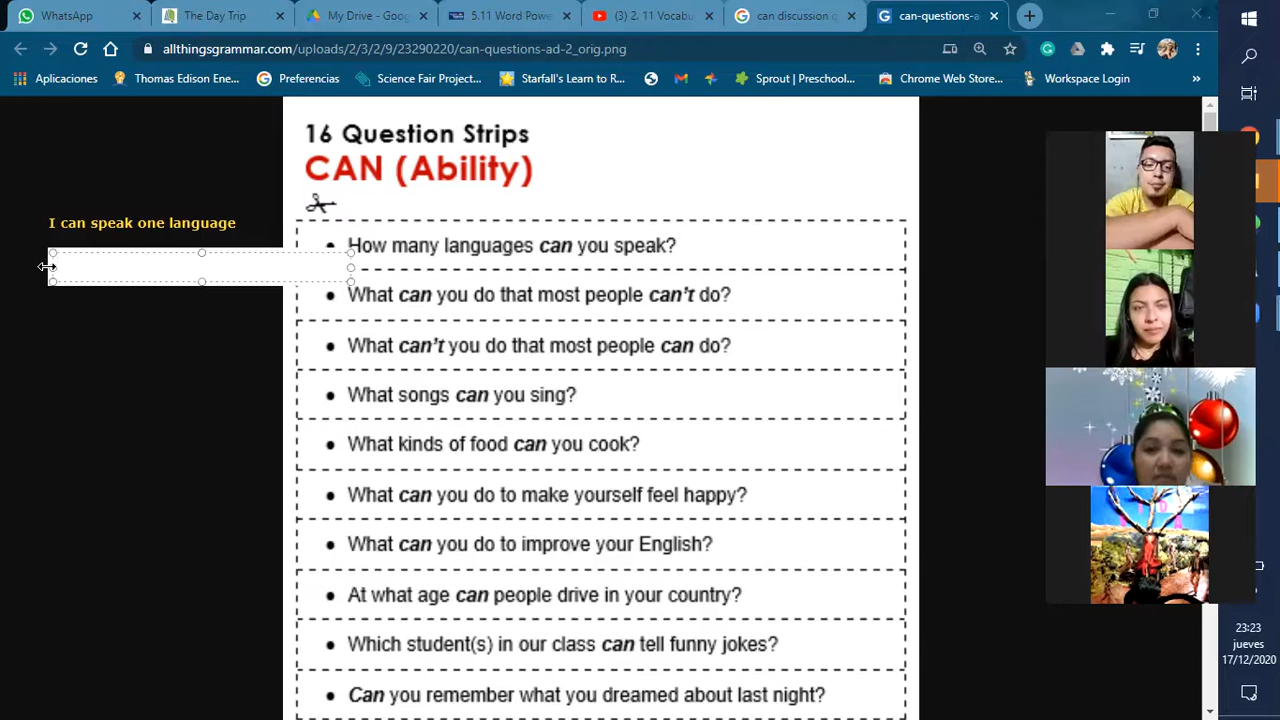 WhatsApp
The Day Trip
My Drive - Goog
5.11 Word Powe
(3) 2. 11 Vocabu
can discussion q
can-questions-a
allthingsgrammar.com/uploads/2/3/2/9/23290220/can-questions-ad-2_orig.png
Aplicaciones
Thomas Edison Ene...
Preferencias
Science Fair Project...
Starfall's Learn to R...
Sprout | Preschool...
Chrome Web Store...
Workspace Login
»
16 Question Strips
CAN (Ability)
I can speak one language
• How many languages can you speak?
• What can you do that most people can't do?
• What can't you do that most people can do?
• What songs can you sing?
• What kinds of food can you cook?
• What can you do to make yourself feel happy?
• What can you do to improve your English?
• At what age can people drive in your country?
• Which student(s) in our class can tell funny jokes?
• Can you remember what you dreamed about last night?
23:23
jueves
17/12/2020